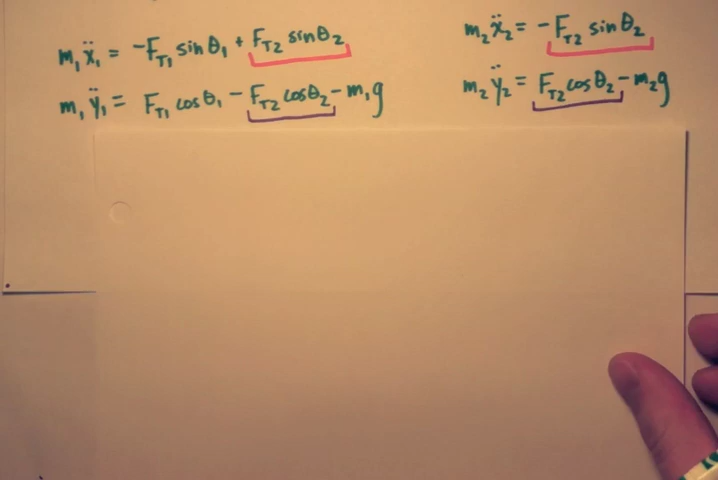 m₁ẍ₁ = -F_T₁ sinθ₁ + F_T2 sinθ₂
m₁ÿ₁ = F_T₁ cosθ₁ - F_T2 cosθ₂ - m₁g
m₂ẍ₂ = -F_T2 sinθ₂
m₂ÿ₂ = F_T2 cosθ₂ - m₂g